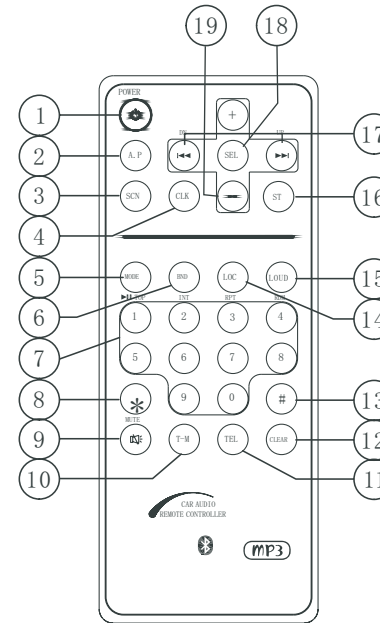 19 18
POWER
1 +
DN UP 17
2 A.P SEL
3 SCN CLK ST 16
4
5 MODE BND LOC LOUD 15
6 14
TOP INT RPT RDM
7 1 2 3 4
5 6 7 8
8 9 0 # 13
MUTE
9 T-M TEL CLEAR 12
10 11
CAR AUDIO
REMOTE CONTROLLER
MP3